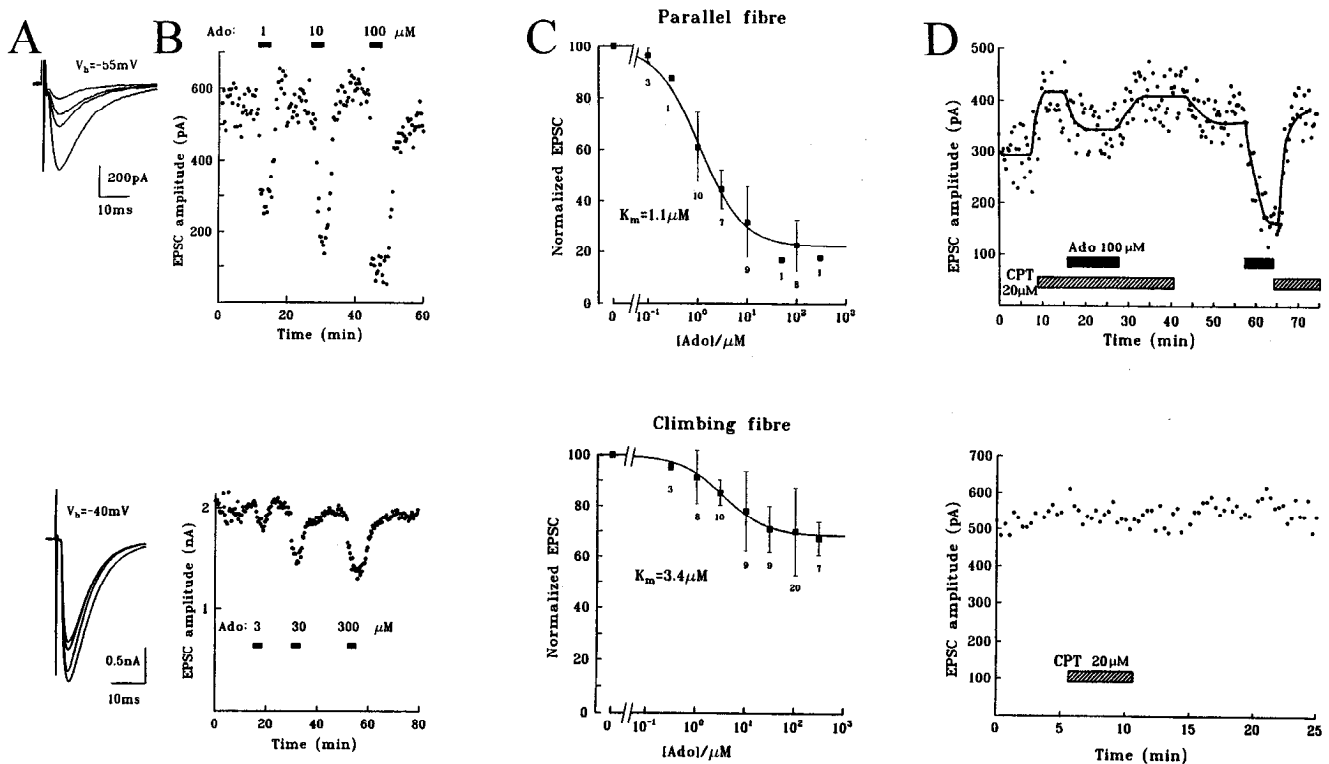 A
V_h=-55mV
200pA
10ms
B
Ado: 1 10 100 µM
600
400
200
EPSC amplitude (pA)
0 20 40 60
Time (min)
C
Parallel fibre
100
80
60
40
20
0
Normalized EPSC
3
1
10
7
9
1
8
1
K_m=1.1µM
0 10⁻¹ 10⁰ 10¹ 10² 10³
[Ado]/µM
D
500
400
300
200
100
EPSC amplitude (pA)
Ado 100µM
CPT
20µM
0 10 20 30 40 50 60 70
Time (min)
V_h=-40mV
0.5nA
10ms
2
1
EPSC amplitude (nA)
Ado: 3 30 300 µM
0 20 40 60 80
Time (min)
Climbing fibre
100
80
60
40
20
0
Normalized EPSC
3
8
10
9
9
20
7
K_m=3.4µM
0 10⁻¹ 10⁰ 10¹ 10² 10³
[Ado]/µM
700
600
500
400
300
200
100
EPSC amplitude (pA)
CPT 20µM
0 5 10 15 20 25
Time (min)